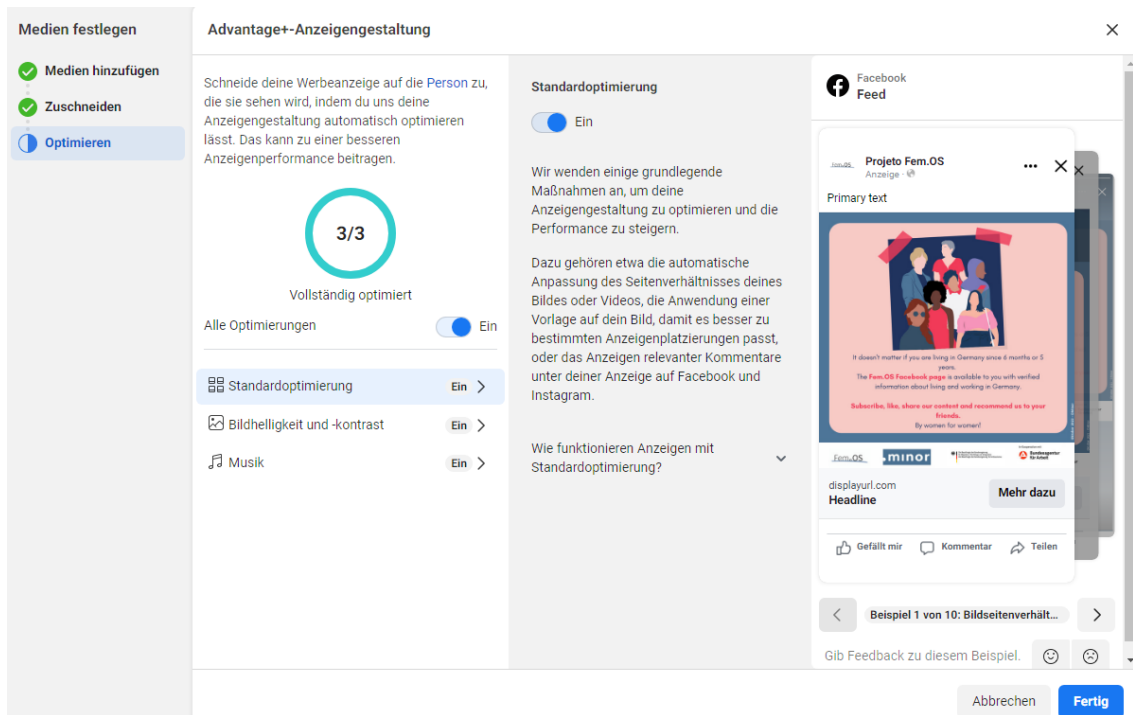 Medien festlegen
Medien hinzufügen
Zuschneiden
Optimieren
Advantage+-Anzeigengestaltung
Schneide deine Werbeanzeige auf die Person zu,
die sie sehen wird, indem du uns deine
Anzeigengestaltung automatisch optimieren
lässt. Das kann zu einer besseren
Anzeigenperformance beitragen.
3/3
Vollständig optimiert
Alle Optimierungen Ein
Standardoptimierung Ein
Bildhelligkeit und -kontrast Ein
Musik Ein
Standardoptimierung
Ein
Wir wenden einige grundlegende
Maßnahmen an, um deine
Anzeigengestaltung zu optimieren und die
Performance zu steigern.
Dazu gehören etwa die automatische
Anpassung des Seitenverhältnisses deines
Bildes oder Videos, die Anwendung einer
Vorlage auf dein Bild, damit es besser zu
bestimmten Anzeigenplatzierungen passt,
oder das Anzeigen relevanter Kommentare
unter deiner Anzeige auf Facebook und
Instagram.
Wie funktionieren Anzeigen mit
Standardoptimierung?
Facebook
Feed
Fem.OS
Projeto Fem.OS
Anzeige
Primary text
It doesn't matter if you are living in Germany since 6 months or 5
years.
The Fem.OS Facebook page is available to you with verified
information about living and working in Germany.
Subscribe, like, share our content and recommend us to your
friends.
By women for women!
Fem.OS minor Bundesagentur
für Arbeit
displayurl.com
Headline
Mehr dazu
Gefällt mir Kommentar Teilen
Beispiel 1 von 10: Bildseitenverhält...
Gib Feedback zu diesem Beispiel.
Abbrechen Fertig